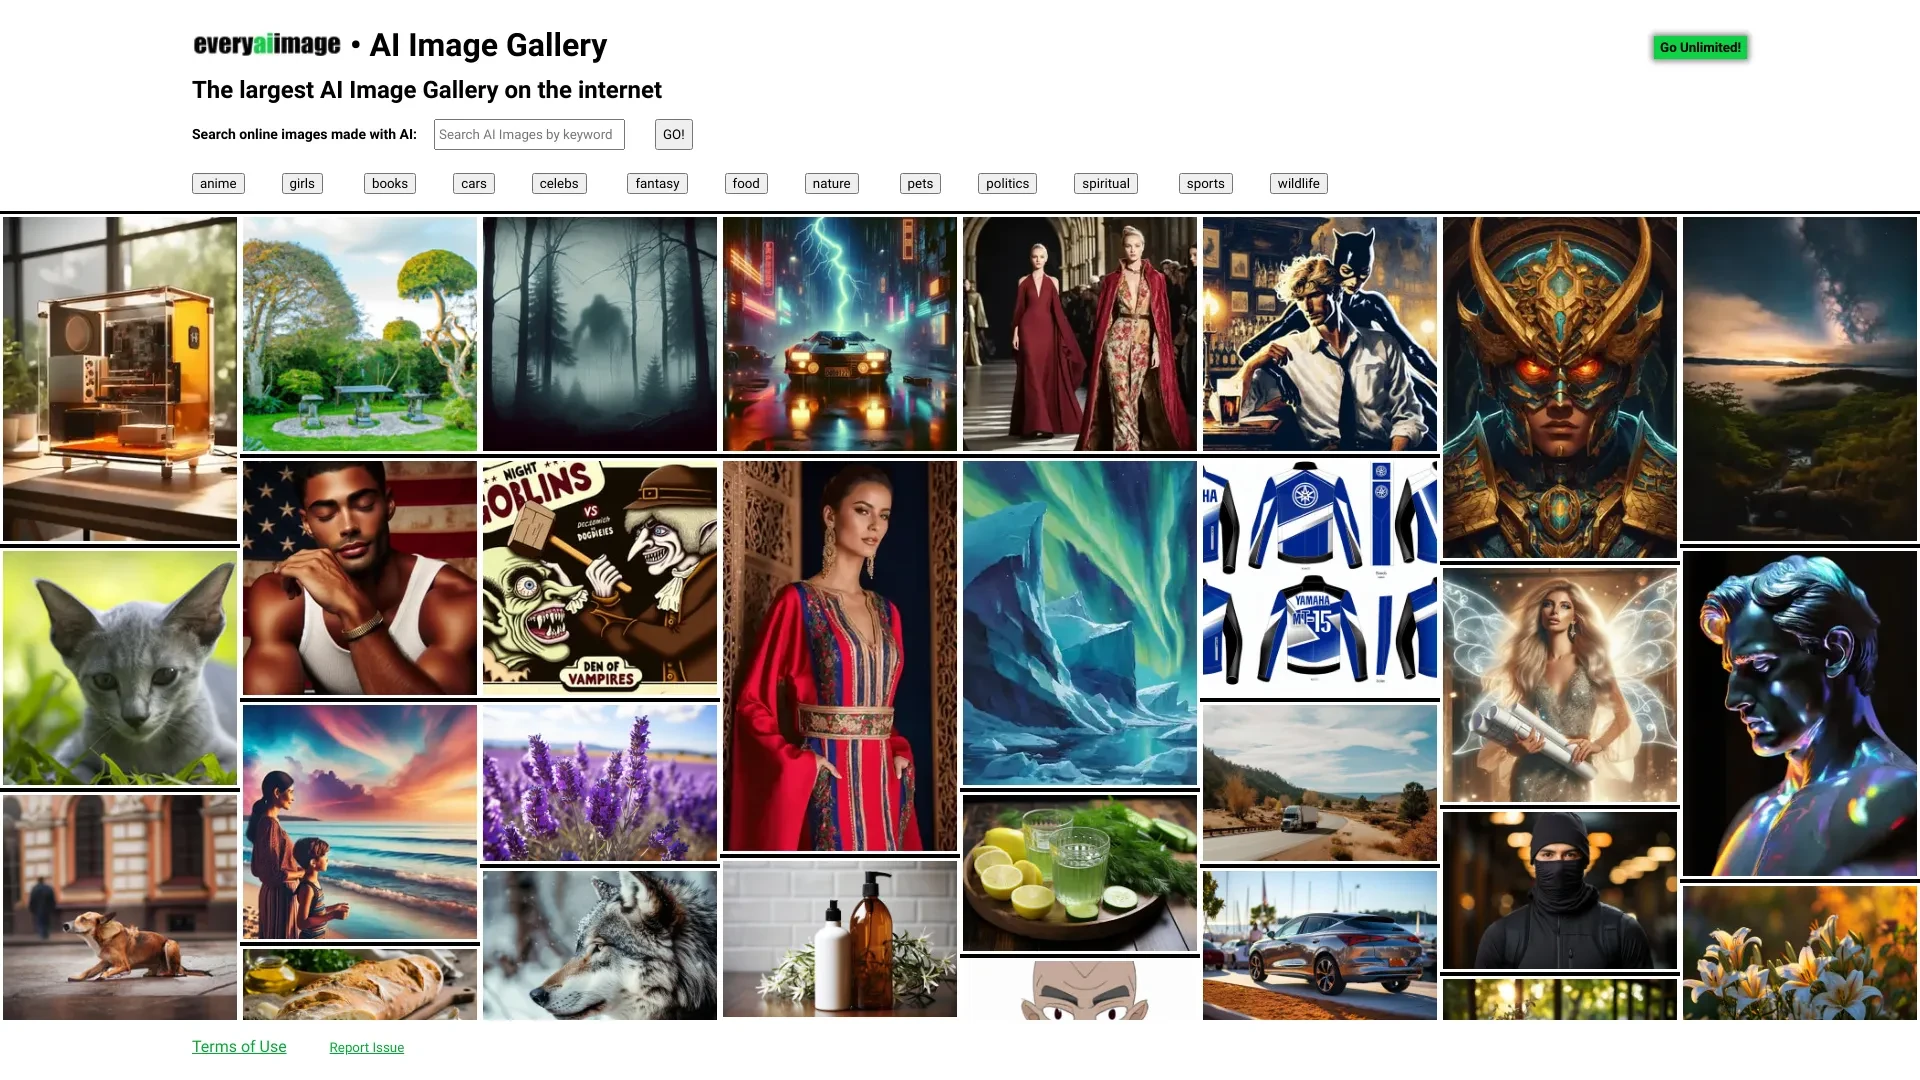 everyaiimage • AI Image Gallery
Go Unlimited!
The largest AI Image Gallery on the internet
Search online images made with AI:
Search AI Images by keyword
GO!
anime
girls
books
cars
celebs
fantasy
food
nature
pets
politics
spiritual
sports
wildlife
NIGHT
GOBLINS
VS
DOGDIEIES
DEN OF
VAMPIRES
HA
YAMAHA
MT-15
Terms of Use
Report Issue